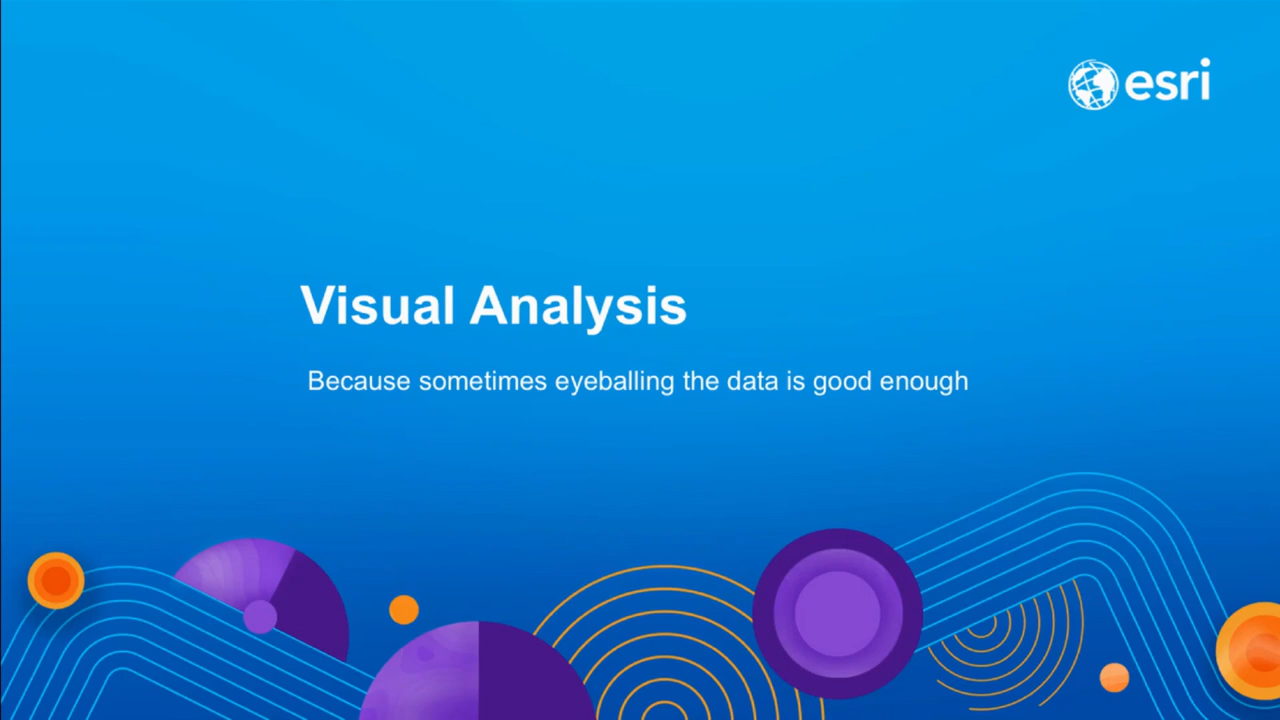 esri
Visual Analysis
Because sometimes eyeballing the data is good enough